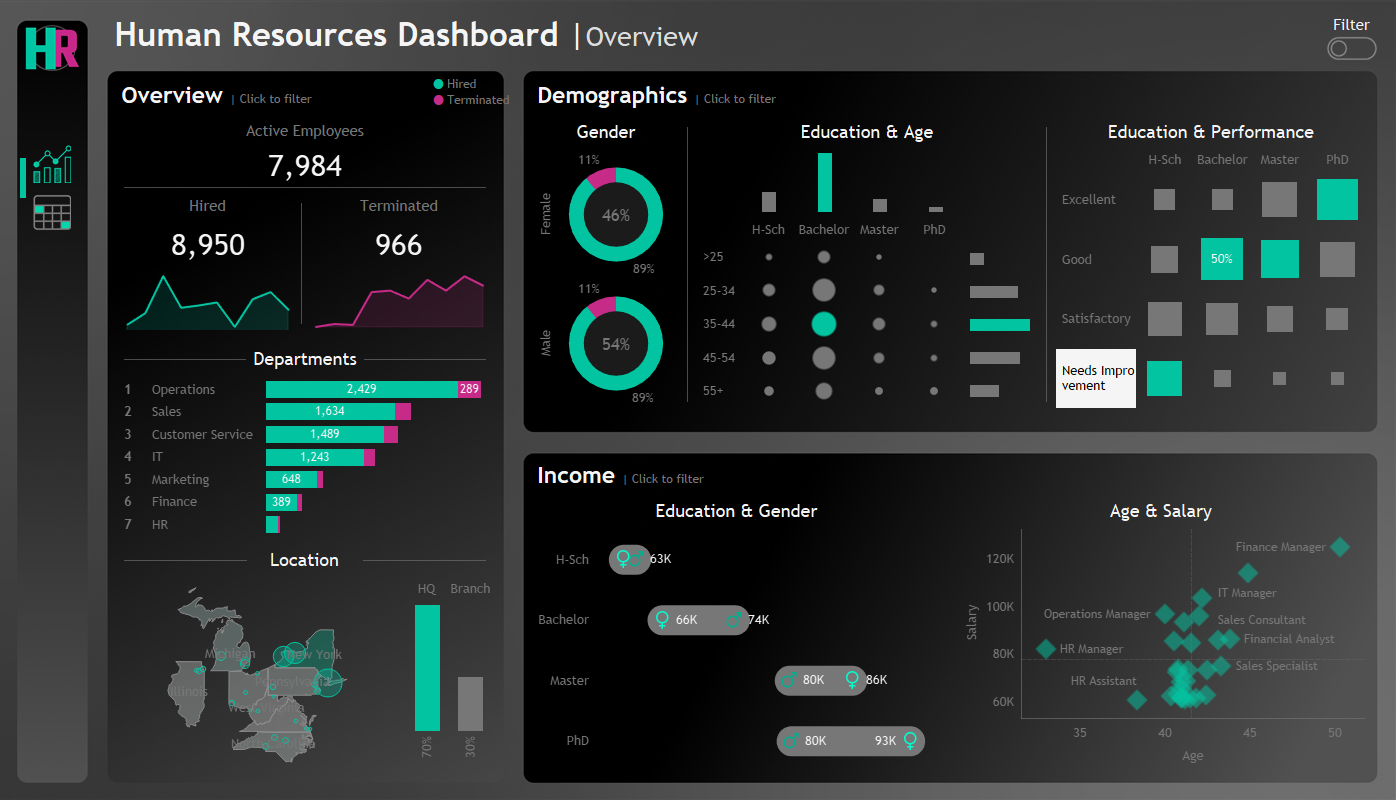 HR
Human Resources Dashboard | Overview
Filter
Overview | Click to filter
Hired
Terminated
Active Employees
7,984
Hired
Terminated
8,950
966
Departments
1 Operations 2,429 289
2 Sales 1,634
3 Customer Service 1,489
4 IT 1,243
5 Marketing 648
6 Finance 389
7 HR
Location
HQ Branch
Michigan
New York
Illinois
Pennsylvania
West Virginia
North Carolina
70% 30%
Demographics | Click to filter
Gender
Female
11%
46%
89%
Male
11%
54%
89%
Education & Age
H-Sch Bachelor Master PhD
>25
25-34
35-44
45-54
55+
Education & Performance
H-Sch Bachelor Master PhD
Excellent
Good 50%
Satisfactory
Needs Impro
vement
Income | Click to filter
Education & Gender
H-Sch 63K
Bachelor 66K 74K
Master 80K 86K
PhD 80K 93K
Age & Salary
Salary
120K
100K
80K
60K
Finance Manager
IT Manager
Operations Manager
Sales Consultant
Financial Analyst
HR Manager
Sales Specialist
HR Assistant
35 40 45 50
Age